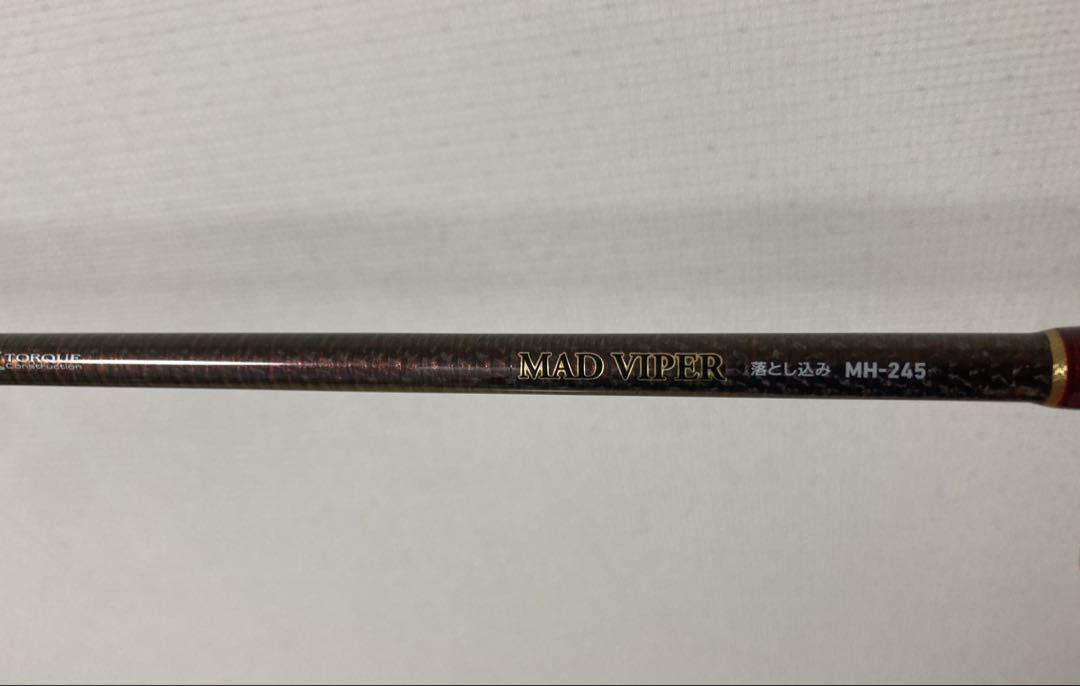 TORQUE
Construction
MAD VIPER 落とし込み MH-245